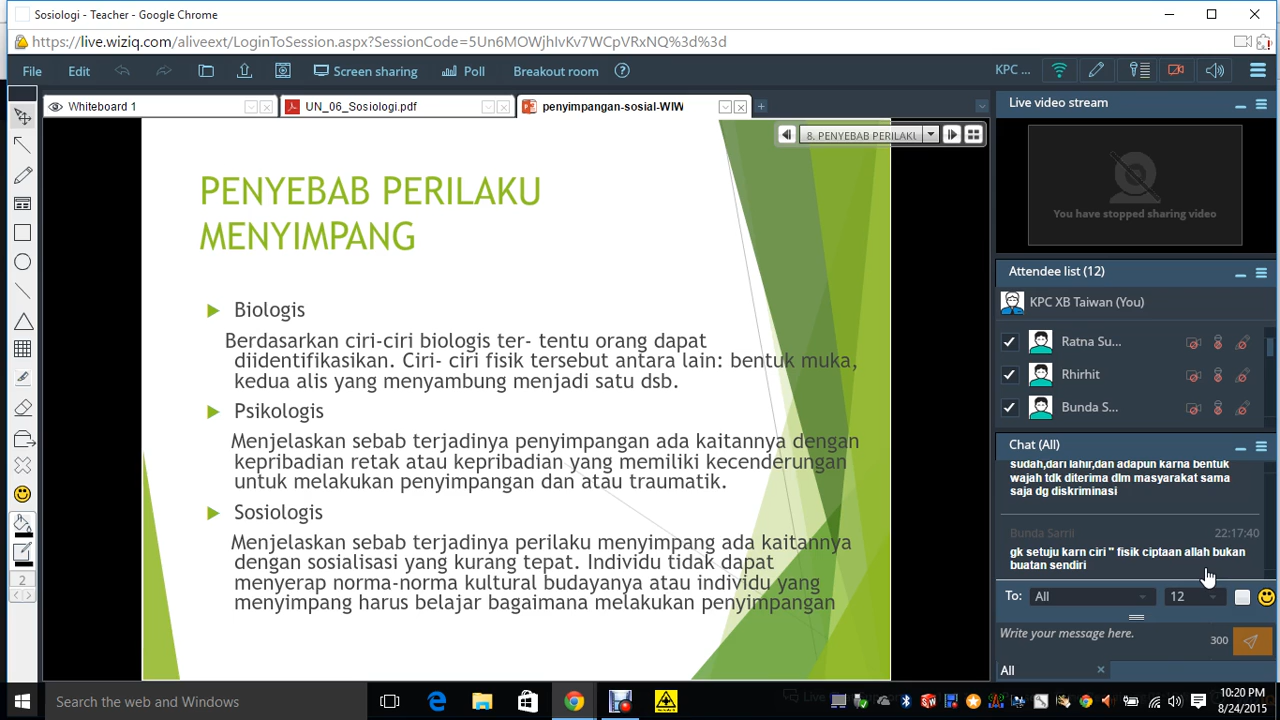 Sosiologi - Teacher - Google Chrome
https://live.wiziq.com/aliveext/LoginToSession.aspx?SessionCode=5Un6MOWjhIvKv7WCpVRxNQ%3d%3d
File Edit Screen sharing Poll Breakout room KPC ...
Whiteboard 1 UN_06_Sosiologi.pdf penyimpangan-sosial-WIW
8. PENYEBAB PERILAKU
PENYEBAB PERILAKU
MENYIMPANG
Biologis
Berdasarkan ciri-ciri biologis ter- tentu orang dapat
diidentifikasikan. Ciri- ciri fisik tersebut antara lain: bentuk muka,
kedua alis yang menyambung menjadi satu dsb.
Psikologis
Menjelaskan sebab terjadinya penyimpangan ada kaitannya dengan
kepribadian retak atau kepribadian yang memiliki kecenderungan
untuk melakukan penyimpangan dan atau traumatik.
Sosiologis
Menjelaskan sebab terjadinya perilaku menyimpang ada kaitannya
dengan sosialisasi yang kurang tepat. Individu tidak dapat
menyerap norma-norma kultural budayanya atau individu yang
menyimpang harus belajar bagaimana melakukan penyimpangan
2
Live video stream
You have stopped sharing video
Attendee list (12)
KPC XB Taiwan (You)
Ratna Su...
Rhirhit
Bunda S...
Chat (All)
sudah,dari lahir,dan adapun karna bentuk
wajah tdk diterima dlm masyarakat sama
saja dg diskriminasi
Bunda Sarrii 22:17:40
gk setuju karn ciri " fisik ciptaan allah bukan
buatan sendiri
To: All 12
Write your message here. 300
All
Search the web and Windows
10:20 PM
8/24/2015